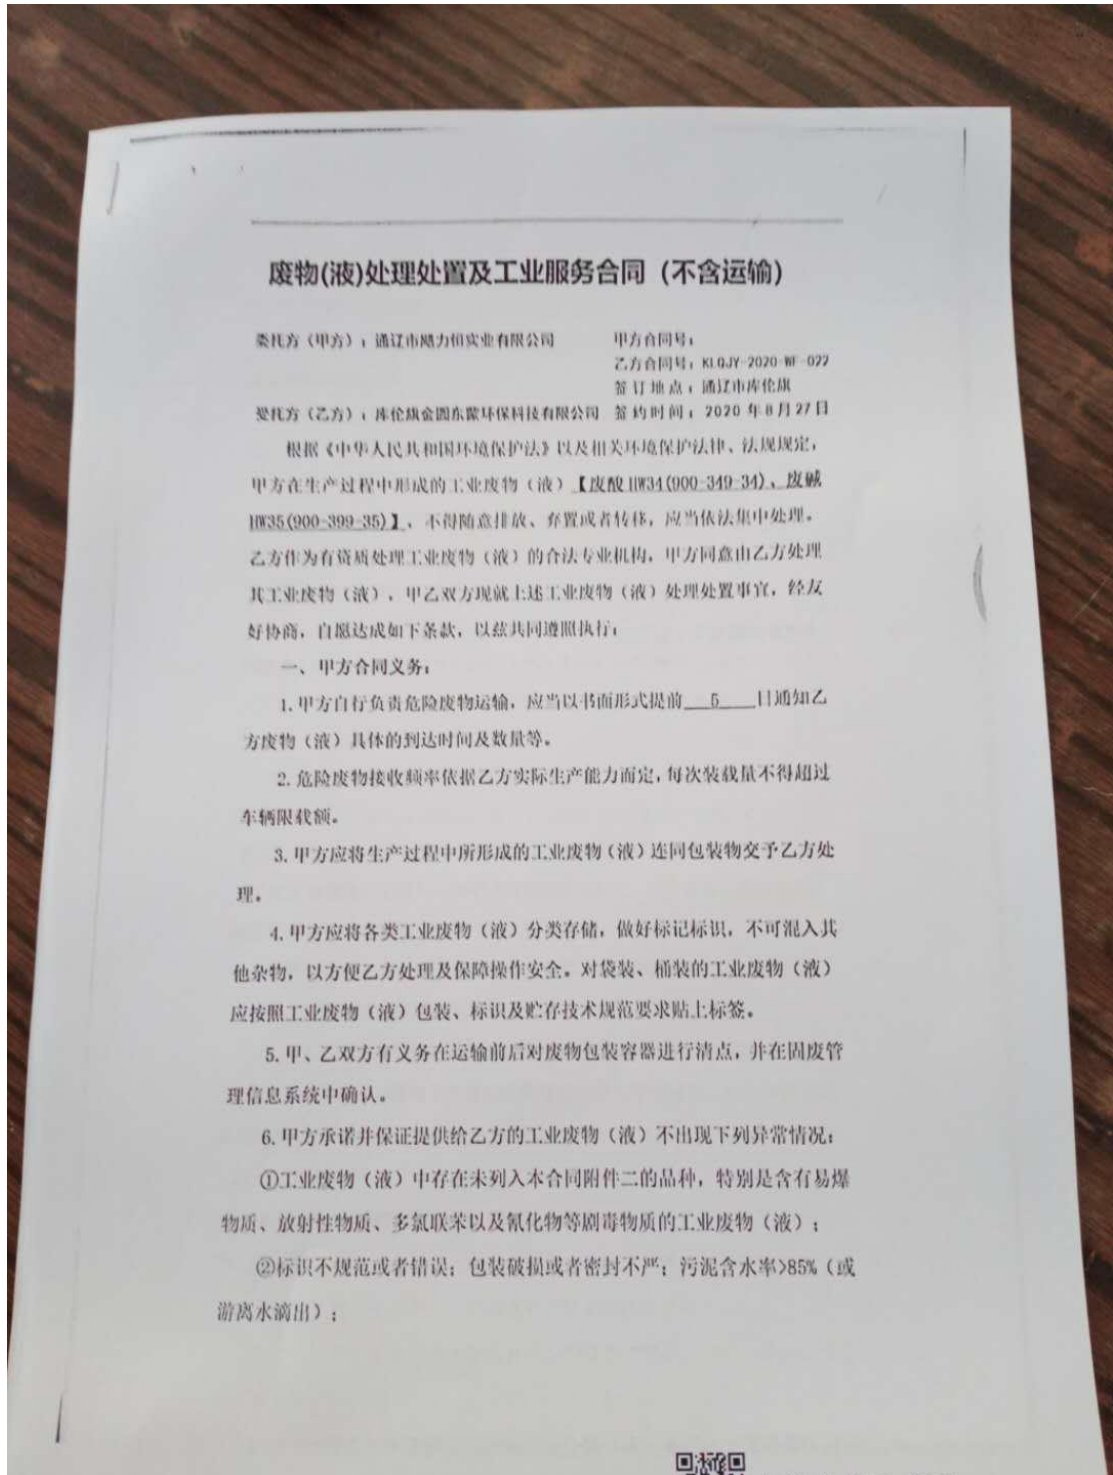 废物(液)处理处置及工业服务合同（不含运输）
委托方（甲方）：通辽市飓力恒实业有限公司 甲方合同号：
乙方合同号：KLQJY-2020-WF-022
签订地点：通辽市库伦旗
受托方（乙方）：库伦旗金圆东蒙环保科技有限公司 签约时间：2020年8月27日
根据《中华人民共和国环境保护法》以及相关环境保护法律、法规规定，
甲方在生产过程中形成的工业废物（液）【废酸HW34(900-349-34)、废碱
HW35(900-399-35)】，不得随意排放、弃置或者转移，应当依法集中处理。
乙方作为有资质处理工业废物（液）的合法专业机构，甲方同意由乙方处理
其工业废物（液），甲乙双方现就上述工业废物（液）处理处置事宜，经友
好协商，自愿达成如下条款，以兹共同遵照执行：
一、甲方合同义务：
1.甲方自行负责危险废物运输，应当以书面形式提前 5 日通知乙
方废物（液）具体的到达时间及数量等。
2.危险废物接收频率依据乙方实际生产能力而定，每次装载量不得超过
车辆限载额。
3.甲方应将生产过程中所形成的工业废物（液）连同包装物交予乙方处
理。
4.甲方应将各类工业废物（液）分类存储，做好标记标识，不可混入其
他杂物，以方便乙方处理及保障操作安全。对袋装、桶装的工业废物（液）
应按照工业废物（液）包装、标识及贮存技术规范要求贴上标签。
5.甲、乙双方有义务在运输前后对废物包装容器进行清点，并在固废管
理信息系统中确认。
6.甲方承诺并保证提供给乙方的工业废物（液）不出现下列异常情况：
①工业废物（液）中存在未列入本合同附件二的品种，特别是含有易爆
物质、放射性物质、多氯联苯以及氰化物等剧毒物质的工业废物（液）；
②标识不规范或者错误；包装破损或者密封不严；污泥含水率>85%（或
游离水滴出）；